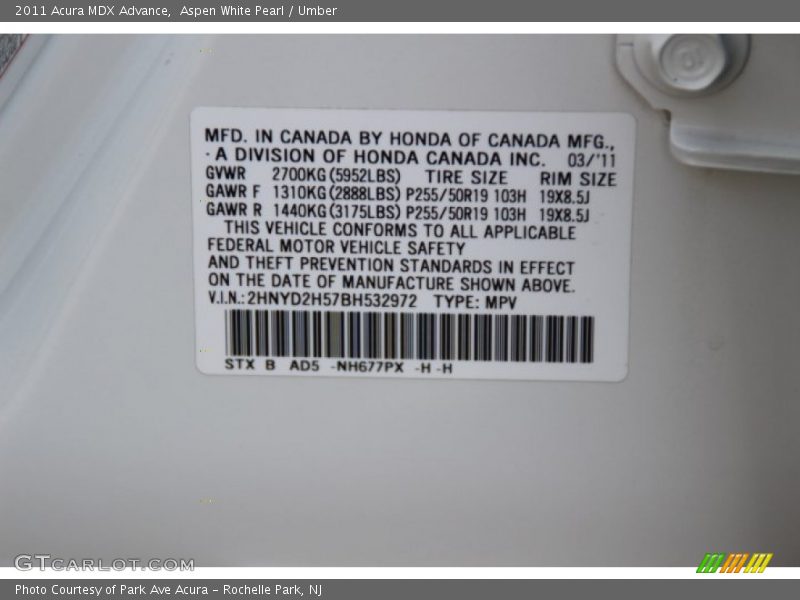 2011 Acura MDX Advance,  Aspen White Pearl / Umber
MFD. IN CANADA BY HONDA OF CANADA MFG.,
· A DIVISION OF HONDA CANADA INC.   03/'11
GVWR   2700KG(5952LBS)   TIRE SIZE   RIM SIZE
GAWR F  1310KG(2888LBS) P255/50R19 103H  19X8.5J
GAWR R  1440KG(3175LBS) P255/50R19 103H  19X8.5J
THIS VEHICLE CONFORMS TO ALL APPLICABLE
FEDERAL MOTOR VEHICLE SAFETY
AND THEFT PREVENTION STANDARDS IN EFFECT
ON THE DATE OF MANUFACTURE SHOWN ABOVE.
V.I.N.: 2HNYD2H57BH532972  TYPE: MPV
STX  B  AD5  -NH677PX  -H -H
GTCARLOT.COM
Photo Courtesy of Park Ave Acura – Rochelle Park, NJ